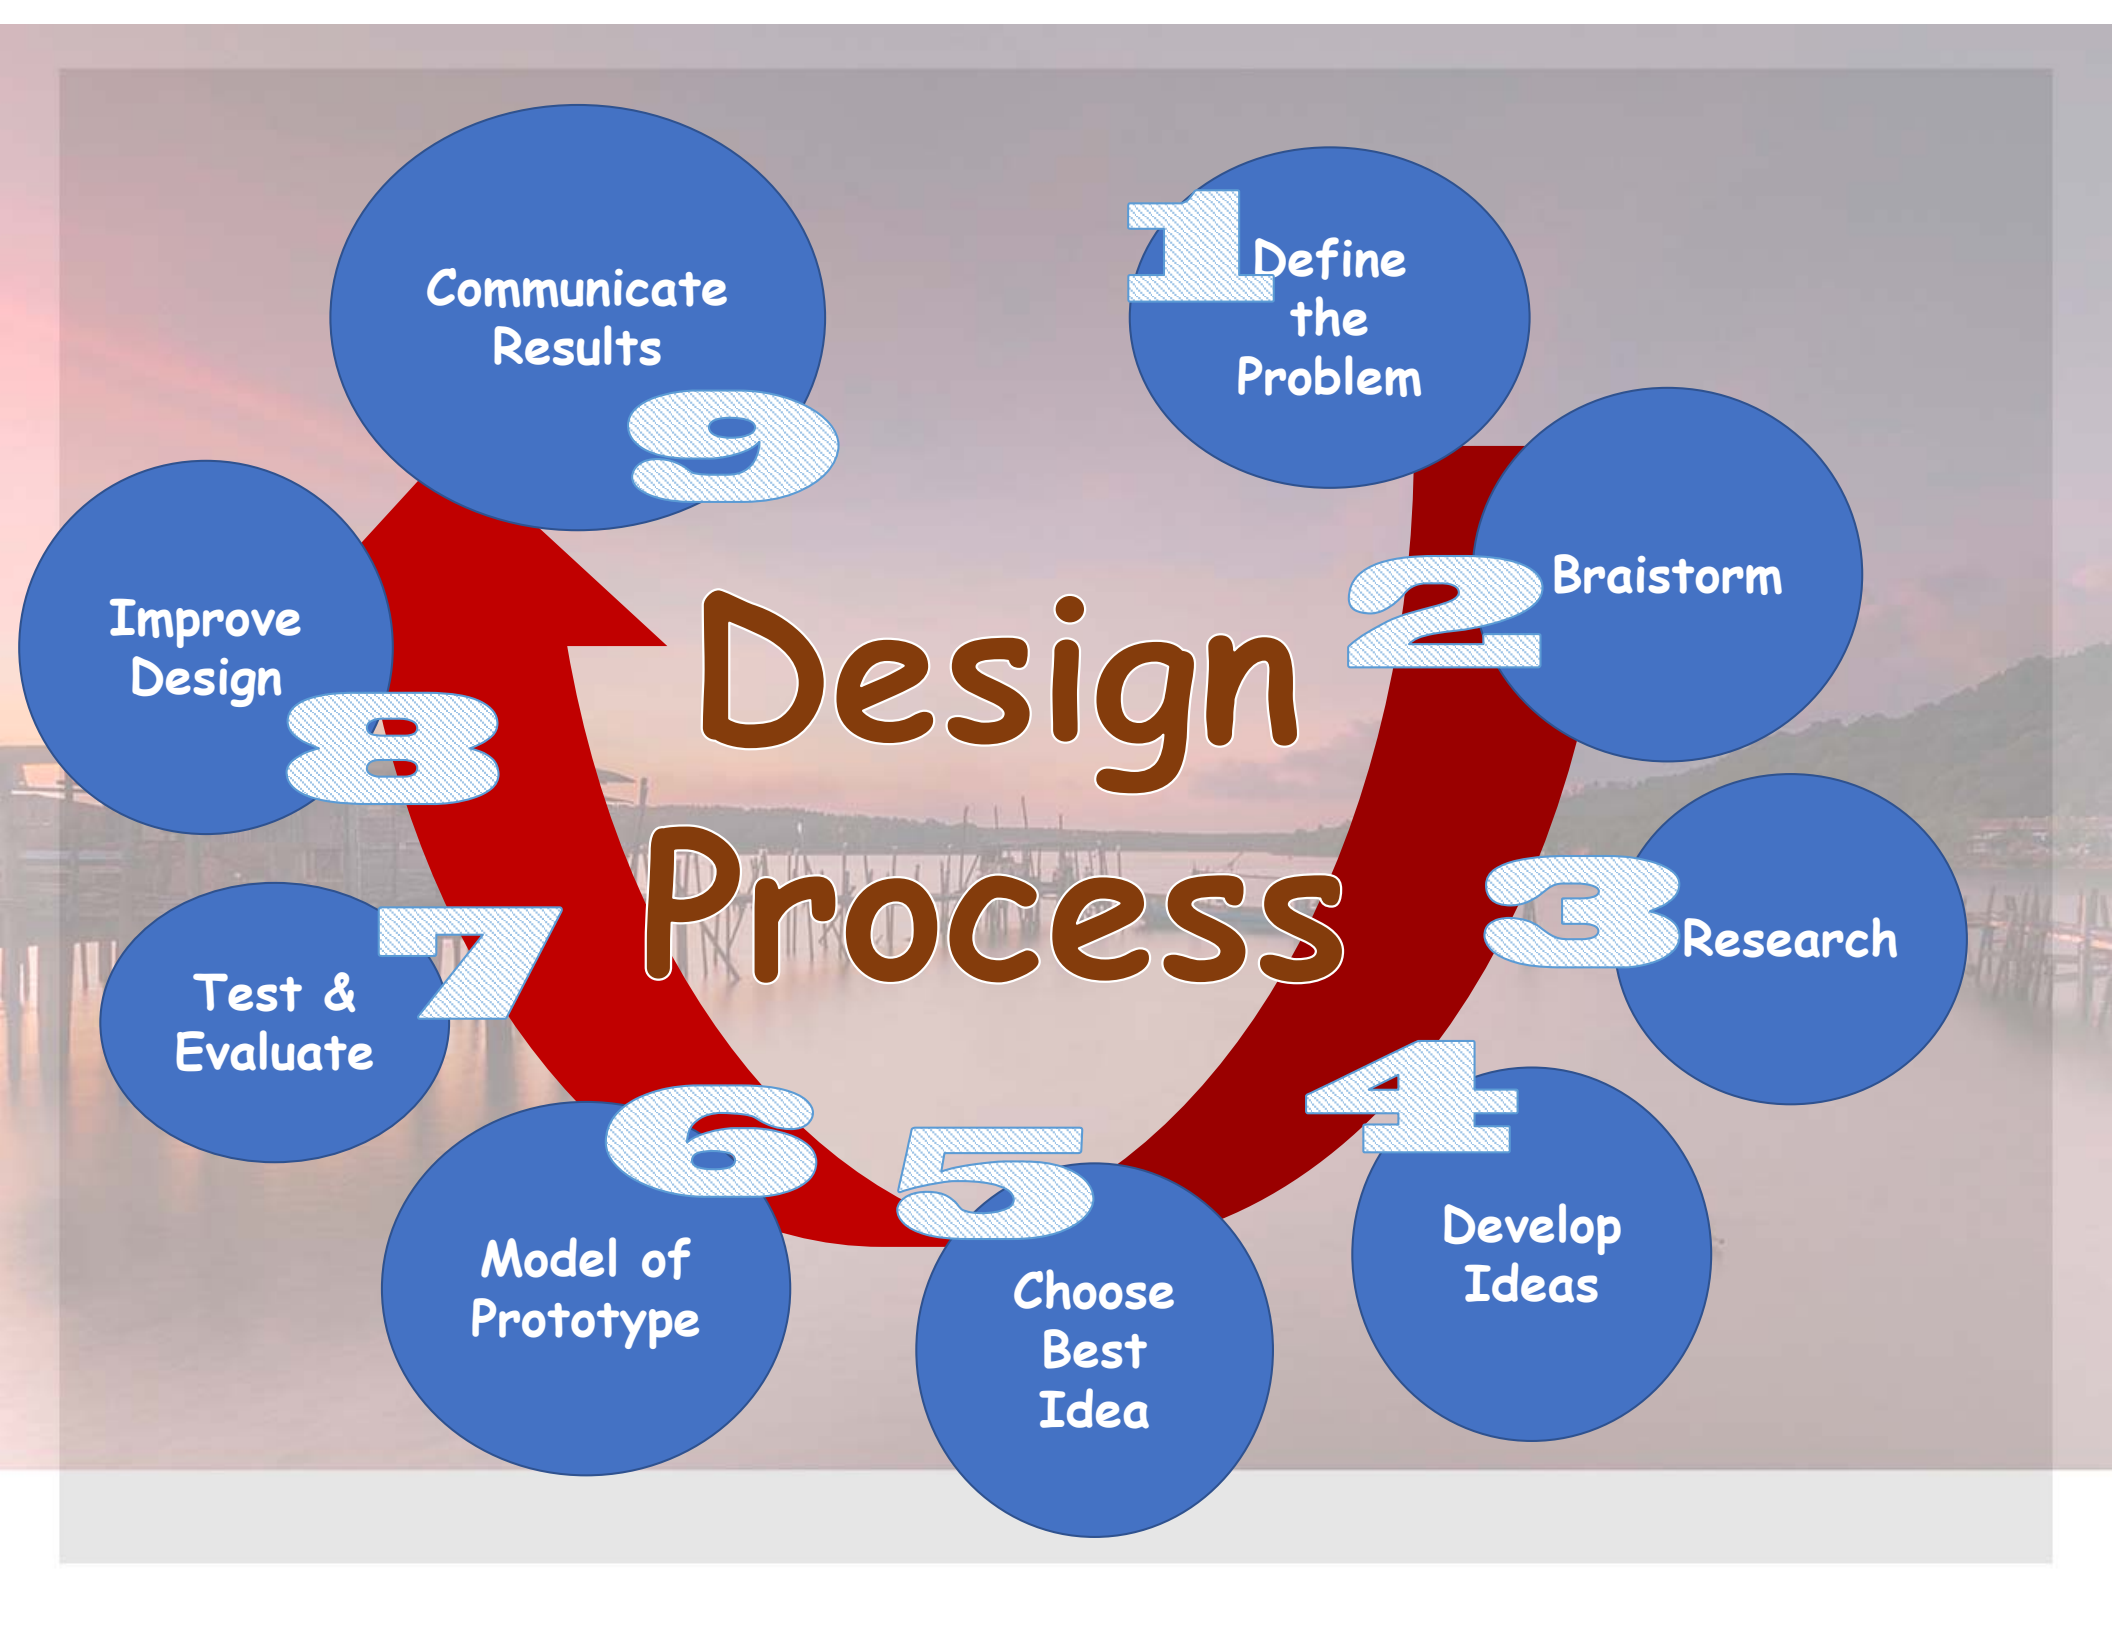 Design
Process
1
Define
the
Problem
2
Braistorm
3
Research
4
Develop
Ideas
5
Choose
Best
Idea
6
Model of
Prototype
7
Test &
Evaluate
8
Improve
Design
9
Communicate
Results